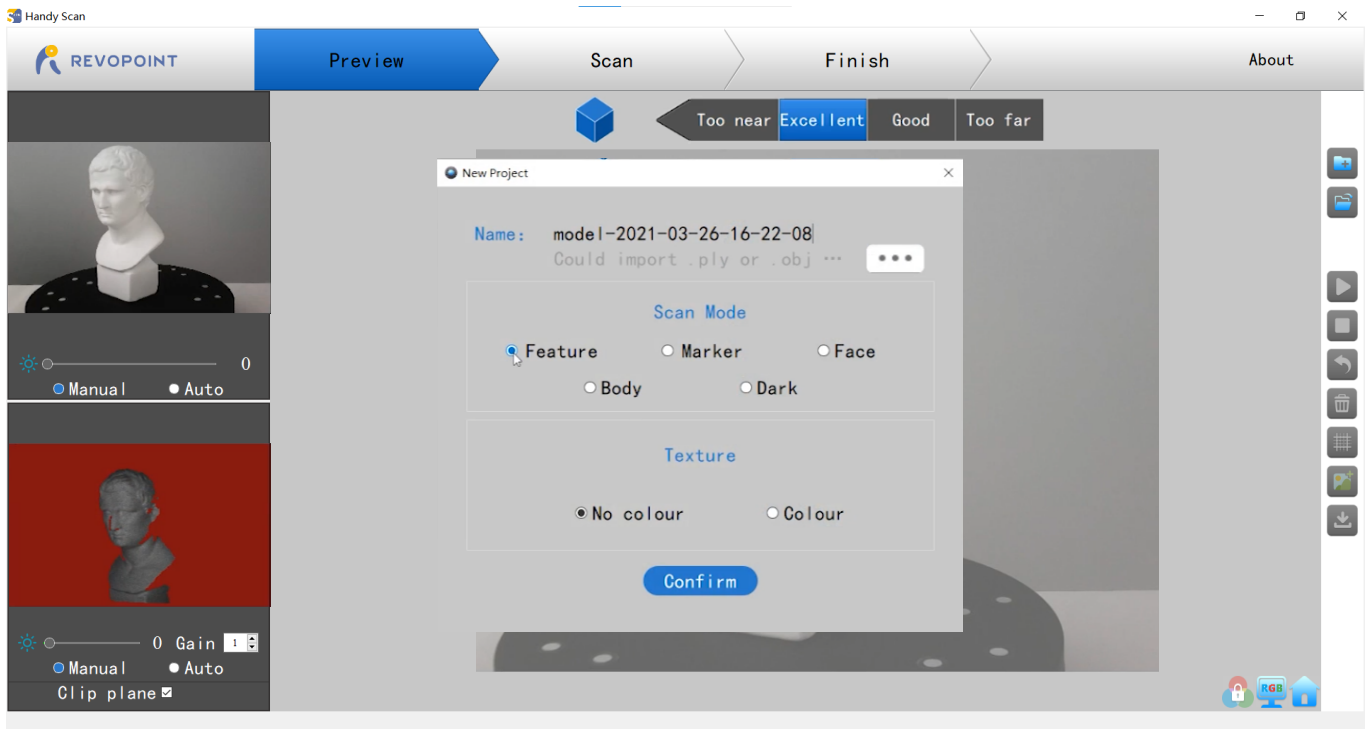 Handy Scan
REVOPOINT
Preview
Scan
Finish
About
Too near Excellent Good Too far
New Project
Name: model-2021-03-26-16-22-08
Could import .ply or .obj ···
Scan Mode
Feature Marker Face
Body Dark
Texture
No colour Colour
Confirm
0
Manual Auto
0 Gain 1
Manual Auto
Clip plane
RGB